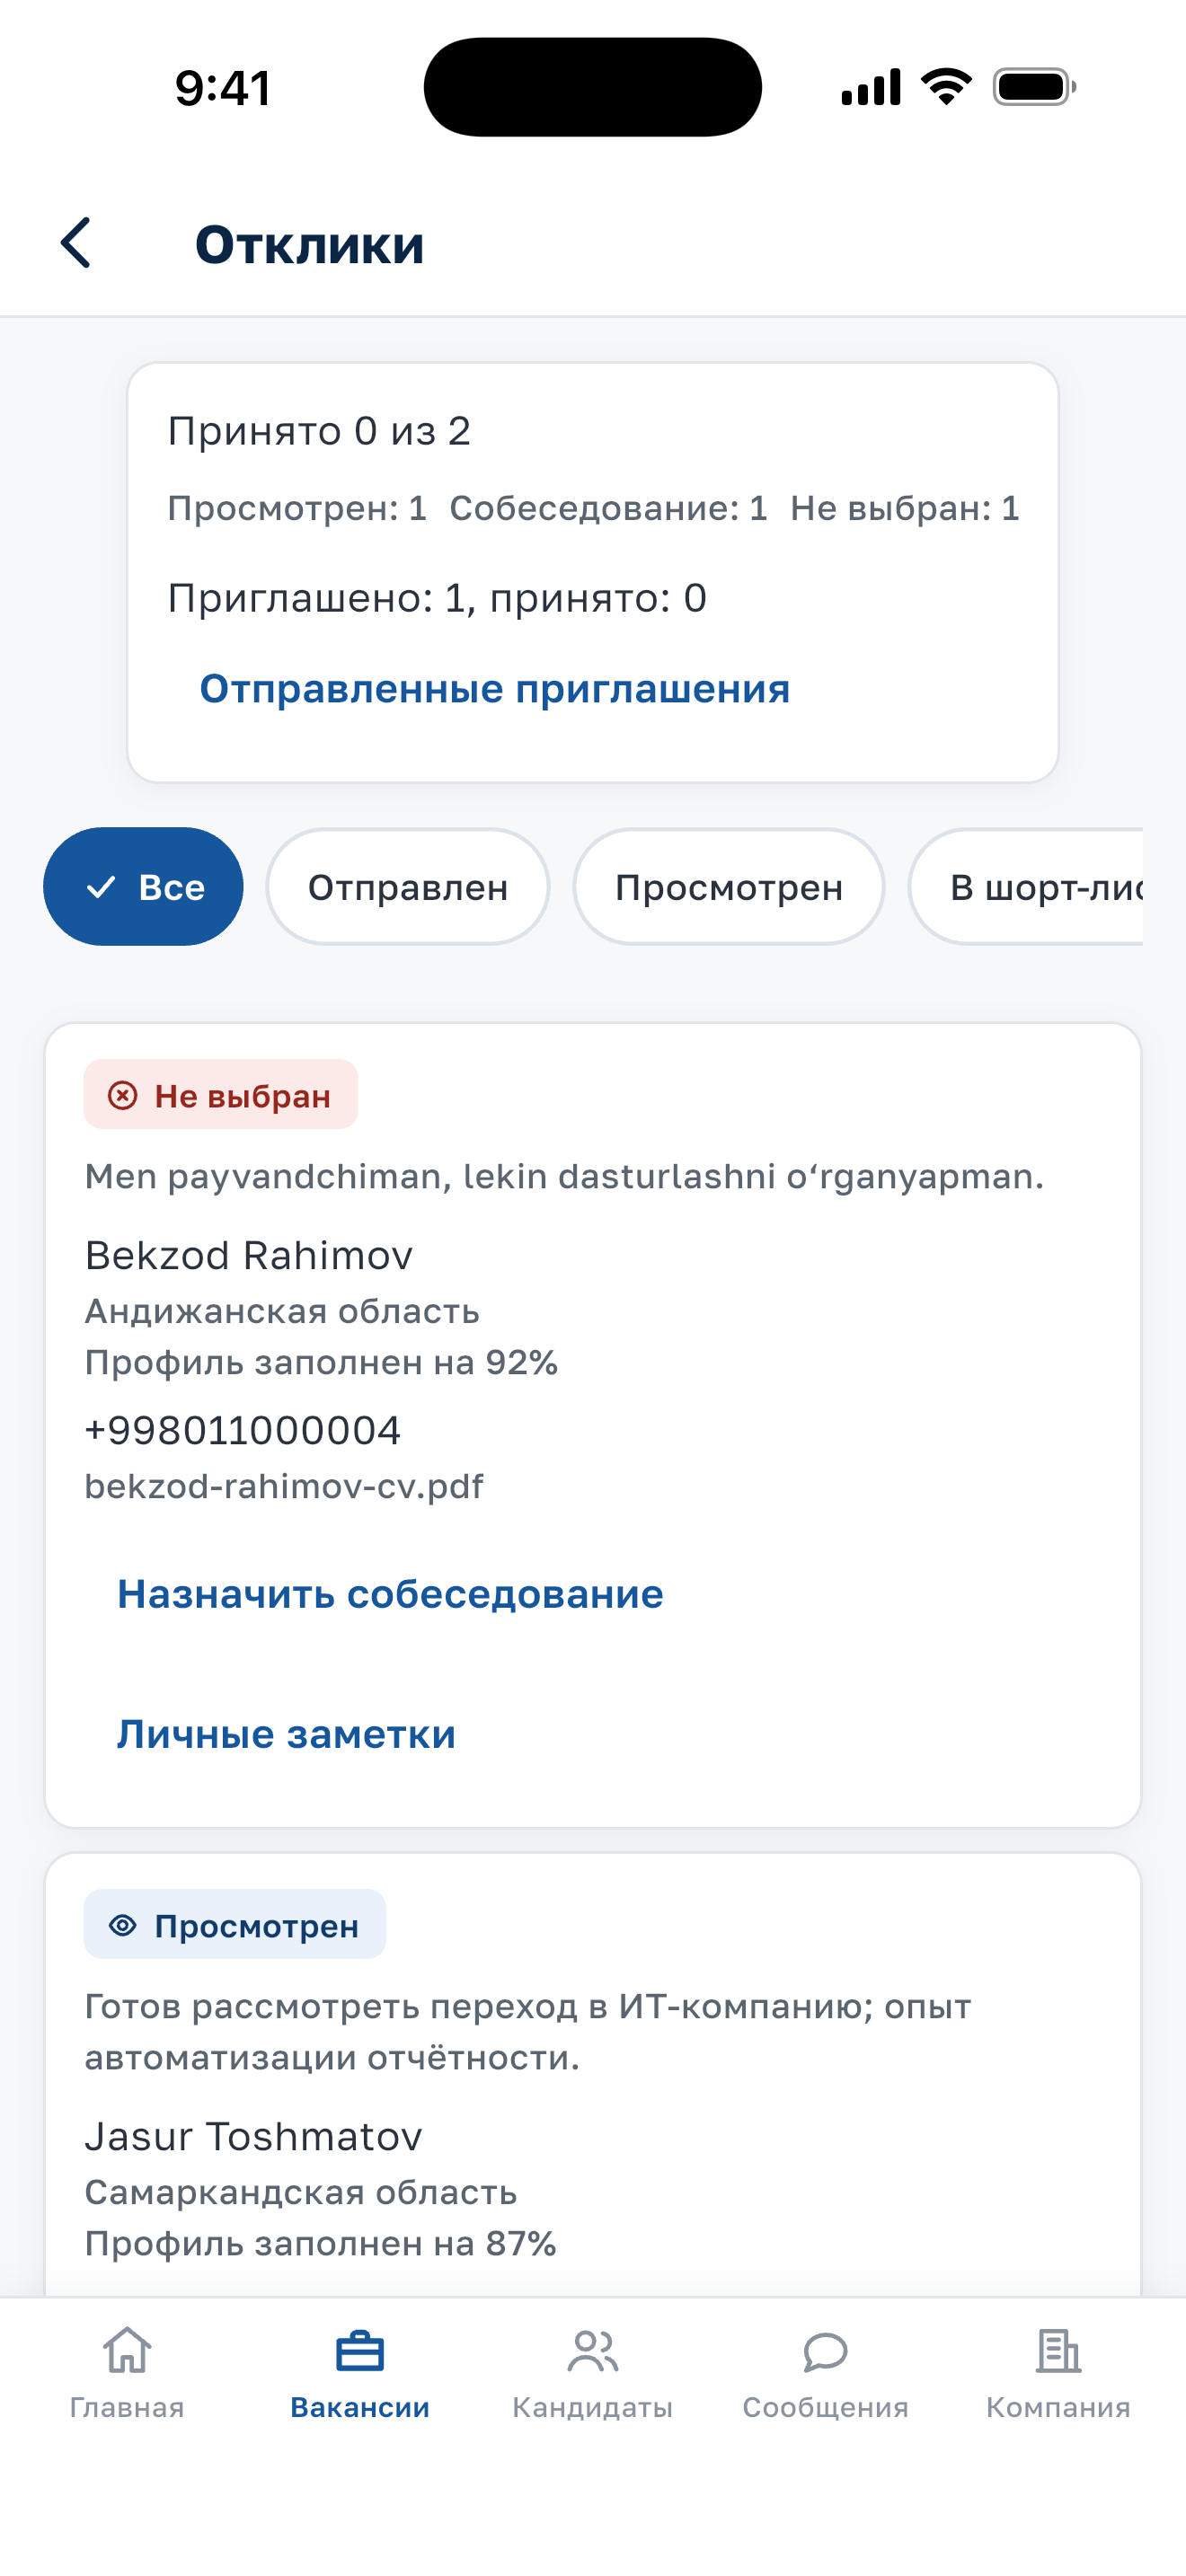 9:41
Отклики
Принято 0 из 2
Просмотрен: 1 Собеседование: 1 Не выбран: 1
Приглашено: 1, принято: 0
Отправленные приглашения
Все Отправлен Просмотрен В шорт-лис
Не выбран
Men payvandchiman, lekin dasturlashni o‘rganyapman.
Bekzod Rahimov
Андижанская область
Профиль заполнен на 92%
+998011000004
bekzod-rahimov-cv.pdf
Назначить собеседование
Личные заметки
Просмотрен
Готов рассмотреть переход в ИТ-компанию; опыт
автоматизации отчётности.
Jasur Toshmatov
Самаркандская область
Профиль заполнен на 87%
Главная Вакансии Кандидаты Сообщения Компания